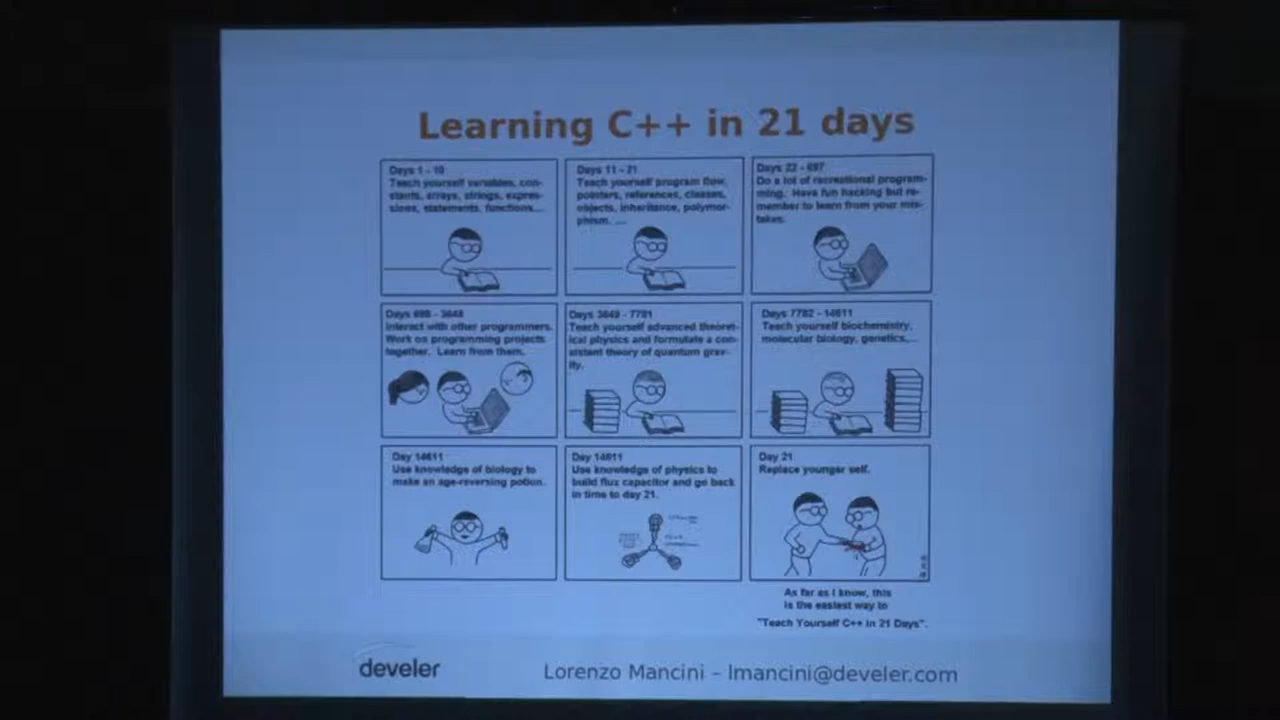 Learning C++ in 21 days
Days 1 - 10
Teach yourself variables, con-
stants, arrays, strings, expres-
sions, statements, functions,...
Days 11 - 21
Teach yourself program flow,
pointers, references, classes,
objects, inheritance, polymor-
phism, ...
Days 22 - 697
Do a lot of recreational program-
ming. Have fun hacking but re-
member to learn from your mis-
takes.
Days 698 - 3648
Interact with other programmers.
Work on programming projects
together. Learn from them.
Days 3649 - 7781
Teach yourself advanced theoret-
ical physics and formulate a con-
sistent theory of quantum grav-
ity.
Days 7782 - 14611
Teach yourself biochemistry,
molecular biology, genetics,...
Day 14611
Use knowledge of biology to
make an age-reversing potion.
Day 14611
Use knowledge of physics to
build flux capacitor and go back
in time to day 21.
Day 21
Replace younger self.
As far as I know, this
is the easiest way to
"Teach Yourself C++ in 21 Days".
develer
Lorenzo Mancini – lmancini@develer.com